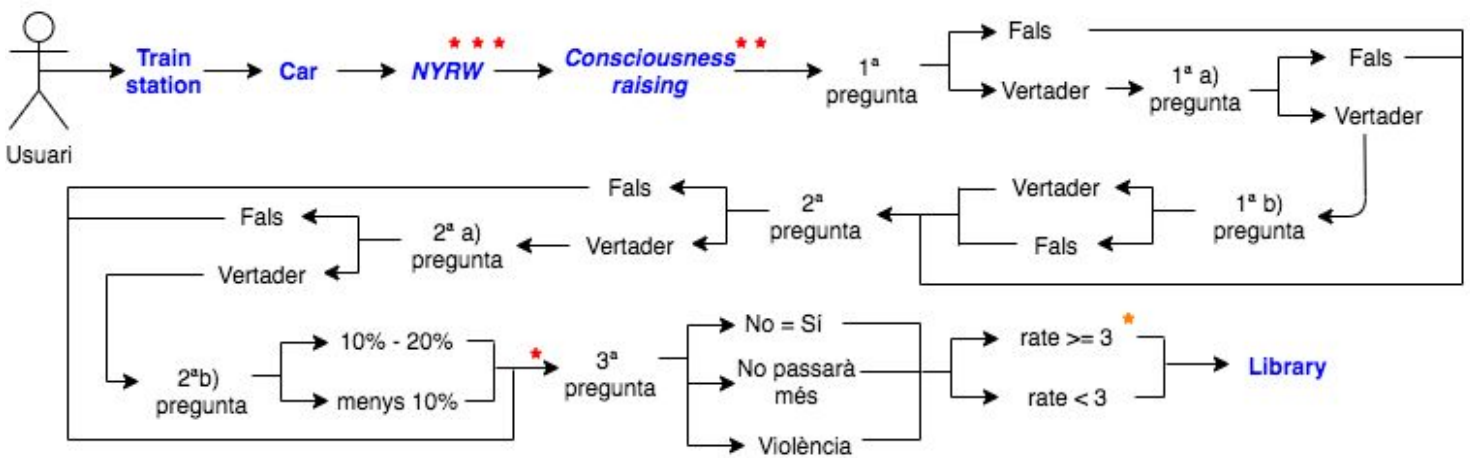 Usuari
Train
station
Car
NYRW
* * *
Consciousness
raising
* *
1ª
pregunta
Fals
Vertader
1ª a)
pregunta
Fals
Vertader
1ª b)
pregunta
Vertader
Fals
2ª
pregunta
Fals
Vertader
2ª a)
pregunta
Fals
Vertader
2ªb)
pregunta
10% - 20%
menys 10%
*
3ª
pregunta
No = Sí
No passarà
més
Violència
rate >= 3
*
rate < 3
Library